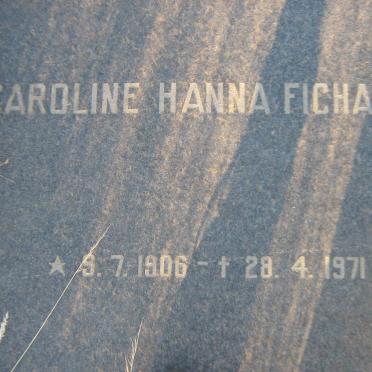 CAROLINE HANNA FICHA
★ 9. 7. 1906 – † 28. 4. 1971